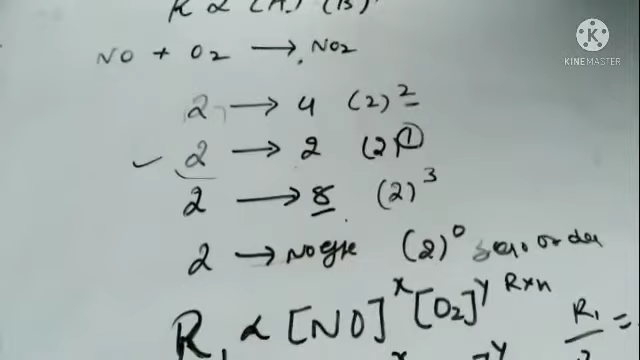 R ∝ (A) (B)
NO + O2 → NO2
KINEMASTER
2 → 4 (2)^2
2 → 2 (2)^1
2 → 8 (2)^3
2 → No (2)^0 zero order
R1 ∝ [NO]^x [O2]^y Rxn R1 =
x y